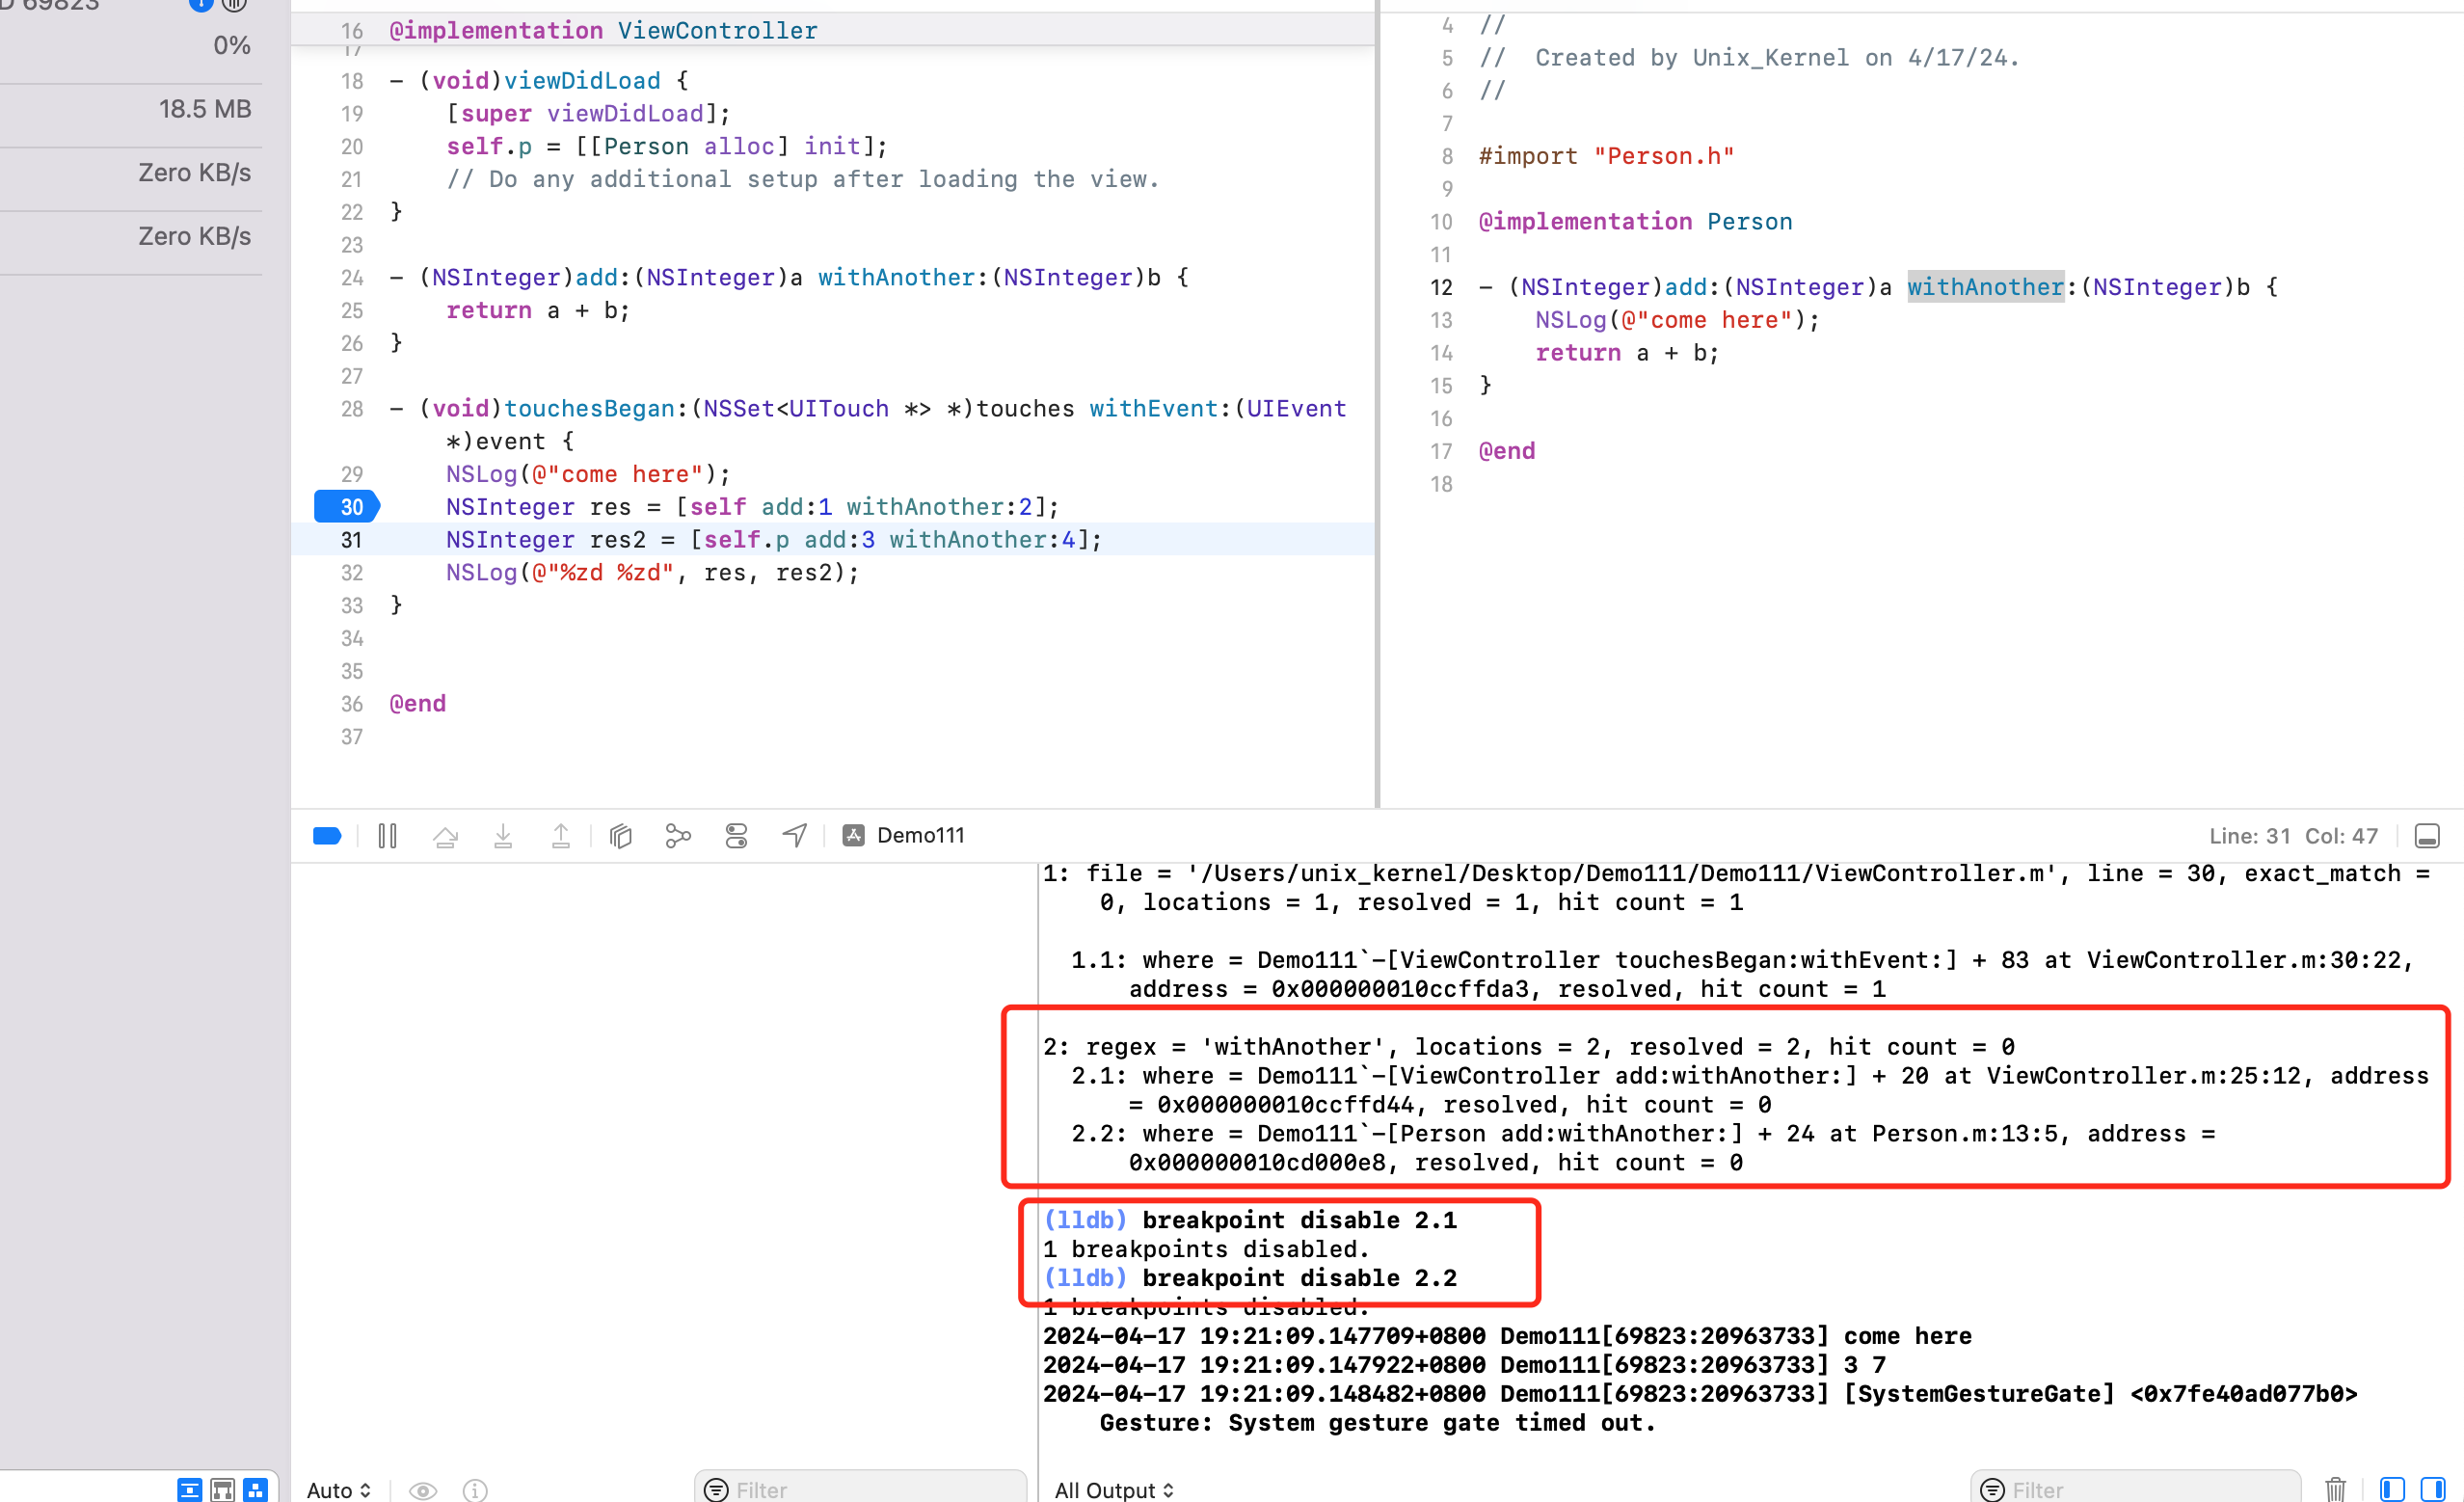 D 69823
0%
18.5 MB
Zero KB/s
Zero KB/s
16 @implementation ViewController
17
18 - (void)viewDidLoad {
19 [super viewDidLoad];
20 self.p = [[Person alloc] init];
21 // Do any additional setup after loading the view.
22 }
23
24 - (NSInteger)add:(NSInteger)a withAnother:(NSInteger)b {
25 return a + b;
26 }
27
28 - (void)touchesBegan:(NSSet<UITouch *> *)touches withEvent:(UIEvent
*)event {
29 NSLog(@"come here");
30 NSInteger res = [self add:1 withAnother:2];
31 NSInteger res2 = [self.p add:3 withAnother:4];
32 NSLog(@"%zd %zd", res, res2);
33 }
34
35
36 @end
37
4 //
5 //  Created by Unix_Kernel on 4/17/24.
6 //
7
8 #import "Person.h"
9
10 @implementation Person
11
12 - (NSInteger)add:(NSInteger)a withAnother:(NSInteger)b {
13 NSLog(@"come here");
14 return a + b;
15 }
16
17 @end
18
Demo111
Line: 31 Col: 47
1: file = '/Users/unix_kernel/Desktop/Demo111/Demo111/ViewController.m', line = 30, exact_match =
0, locations = 1, resolved = 1, hit count = 1
1.1: where = Demo111`-[ViewController touchesBegan:withEvent:] + 83 at ViewController.m:30:22,
address = 0x000000010ccffda3, resolved, hit count = 1
2: regex = 'withAnother', locations = 2, resolved = 2, hit count = 0
2.1: where = Demo111`-[ViewController add:withAnother:] + 20 at ViewController.m:25:12, address
= 0x000000010ccffd44, resolved, hit count = 0
2.2: where = Demo111`-[Person add:withAnother:] + 24 at Person.m:13:5, address =
0x000000010cd000e8, resolved, hit count = 0
(lldb) breakpoint disable 2.1
1 breakpoints disabled.
(lldb) breakpoint disable 2.2
1 breakpoints disabled.
2024-04-17 19:21:09.147709+0800 Demo111[69823:20963733] come here
2024-04-17 19:21:09.147922+0800 Demo111[69823:20963733] 3 7
2024-04-17 19:21:09.148482+0800 Demo111[69823:20963733] [SystemGestureGate] <0x7fe40ad077b0>
Gesture: System gesture gate timed out.
Auto
Filter
All Output
Filter